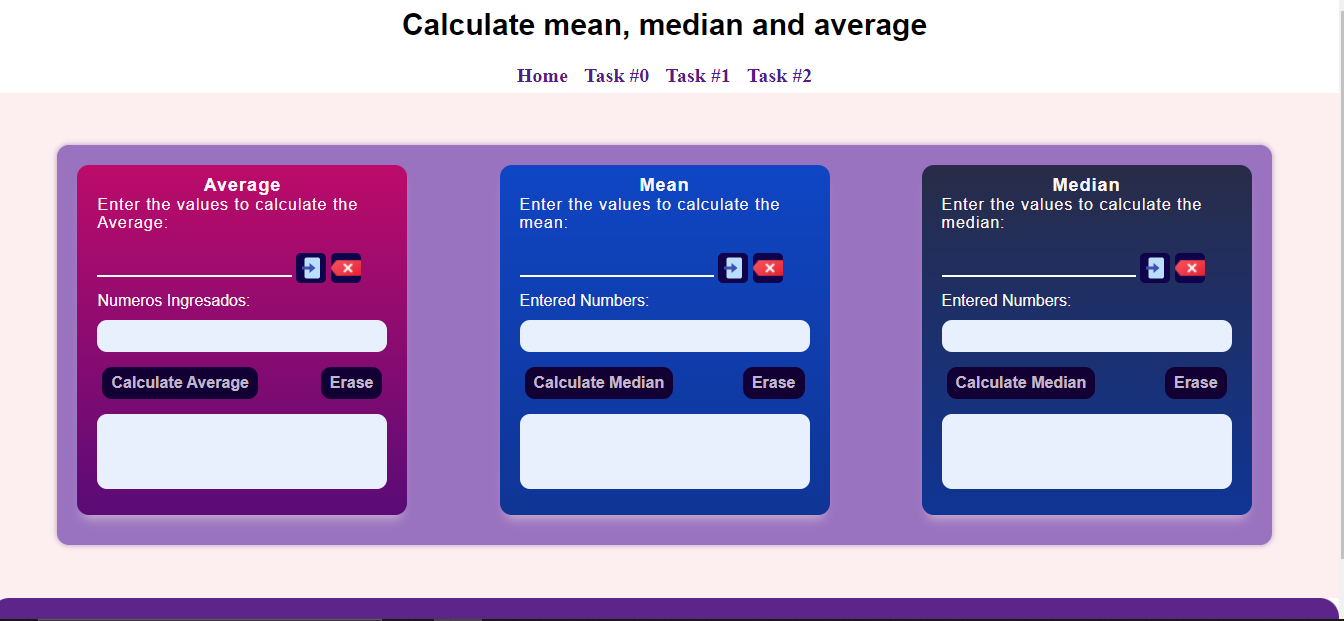 Calculate mean, median and average
Home Task #0 Task #1 Task #2
Average
Enter the values to calculate the
Average:
Numeros Ingresados:
Calculate Average Erase
Mean
Enter the values to calculate the
mean:
Entered Numbers:
Calculate Median Erase
Median
Enter the values to calculate the
median:
Entered Numbers:
Calculate Median Erase